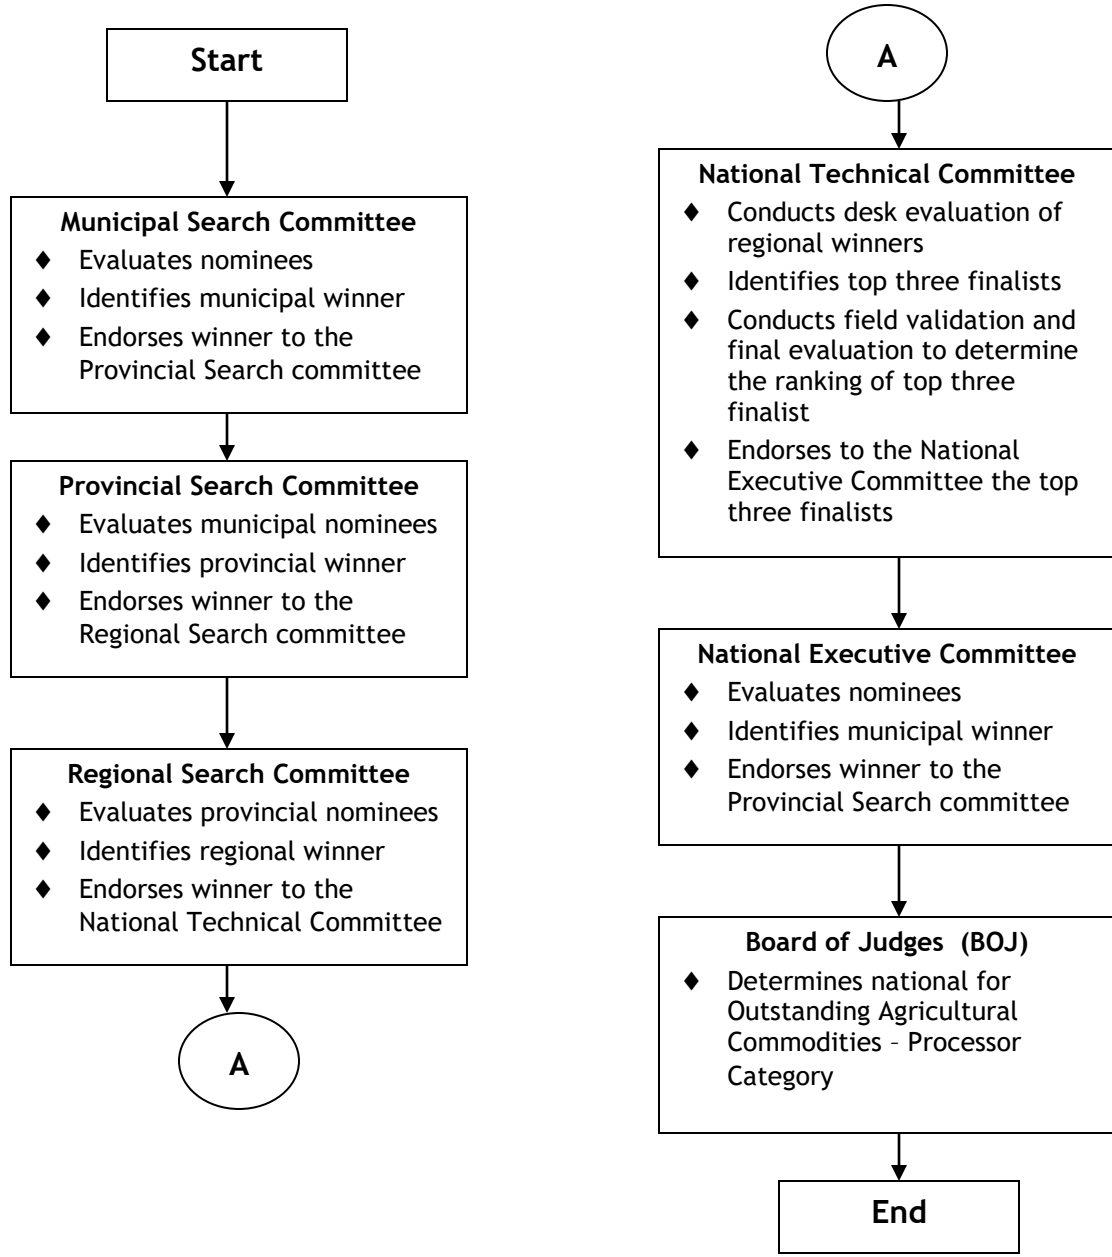 Start
Municipal Search Committee
♦ Evaluates nominees
♦ Identifies municipal winner
♦ Endorses winner to the
Provincial Search committee
Provincial Search Committee
♦ Evaluates municipal nominees
♦ Identifies provincial winner
♦ Endorses winner to the
Regional Search committee
Regional Search Committee
♦ Evaluates provincial nominees
♦ Identifies regional winner
♦ Endorses winner to the
National Technical Committee
A
A
National Technical Committee
♦ Conducts desk evaluation of
regional winners
♦ Identifies top three finalists
♦ Conducts field validation and
final evaluation to determine
the ranking of top three
finalist
♦ Endorses to the National
Executive Committee the top
three finalists
National Executive Committee
♦ Evaluates nominees
♦ Identifies municipal winner
♦ Endorses winner to the
Provincial Search committee
Board of Judges (BOJ)
♦ Determines national for
Outstanding Agricultural
Commodities – Processor
Category
End